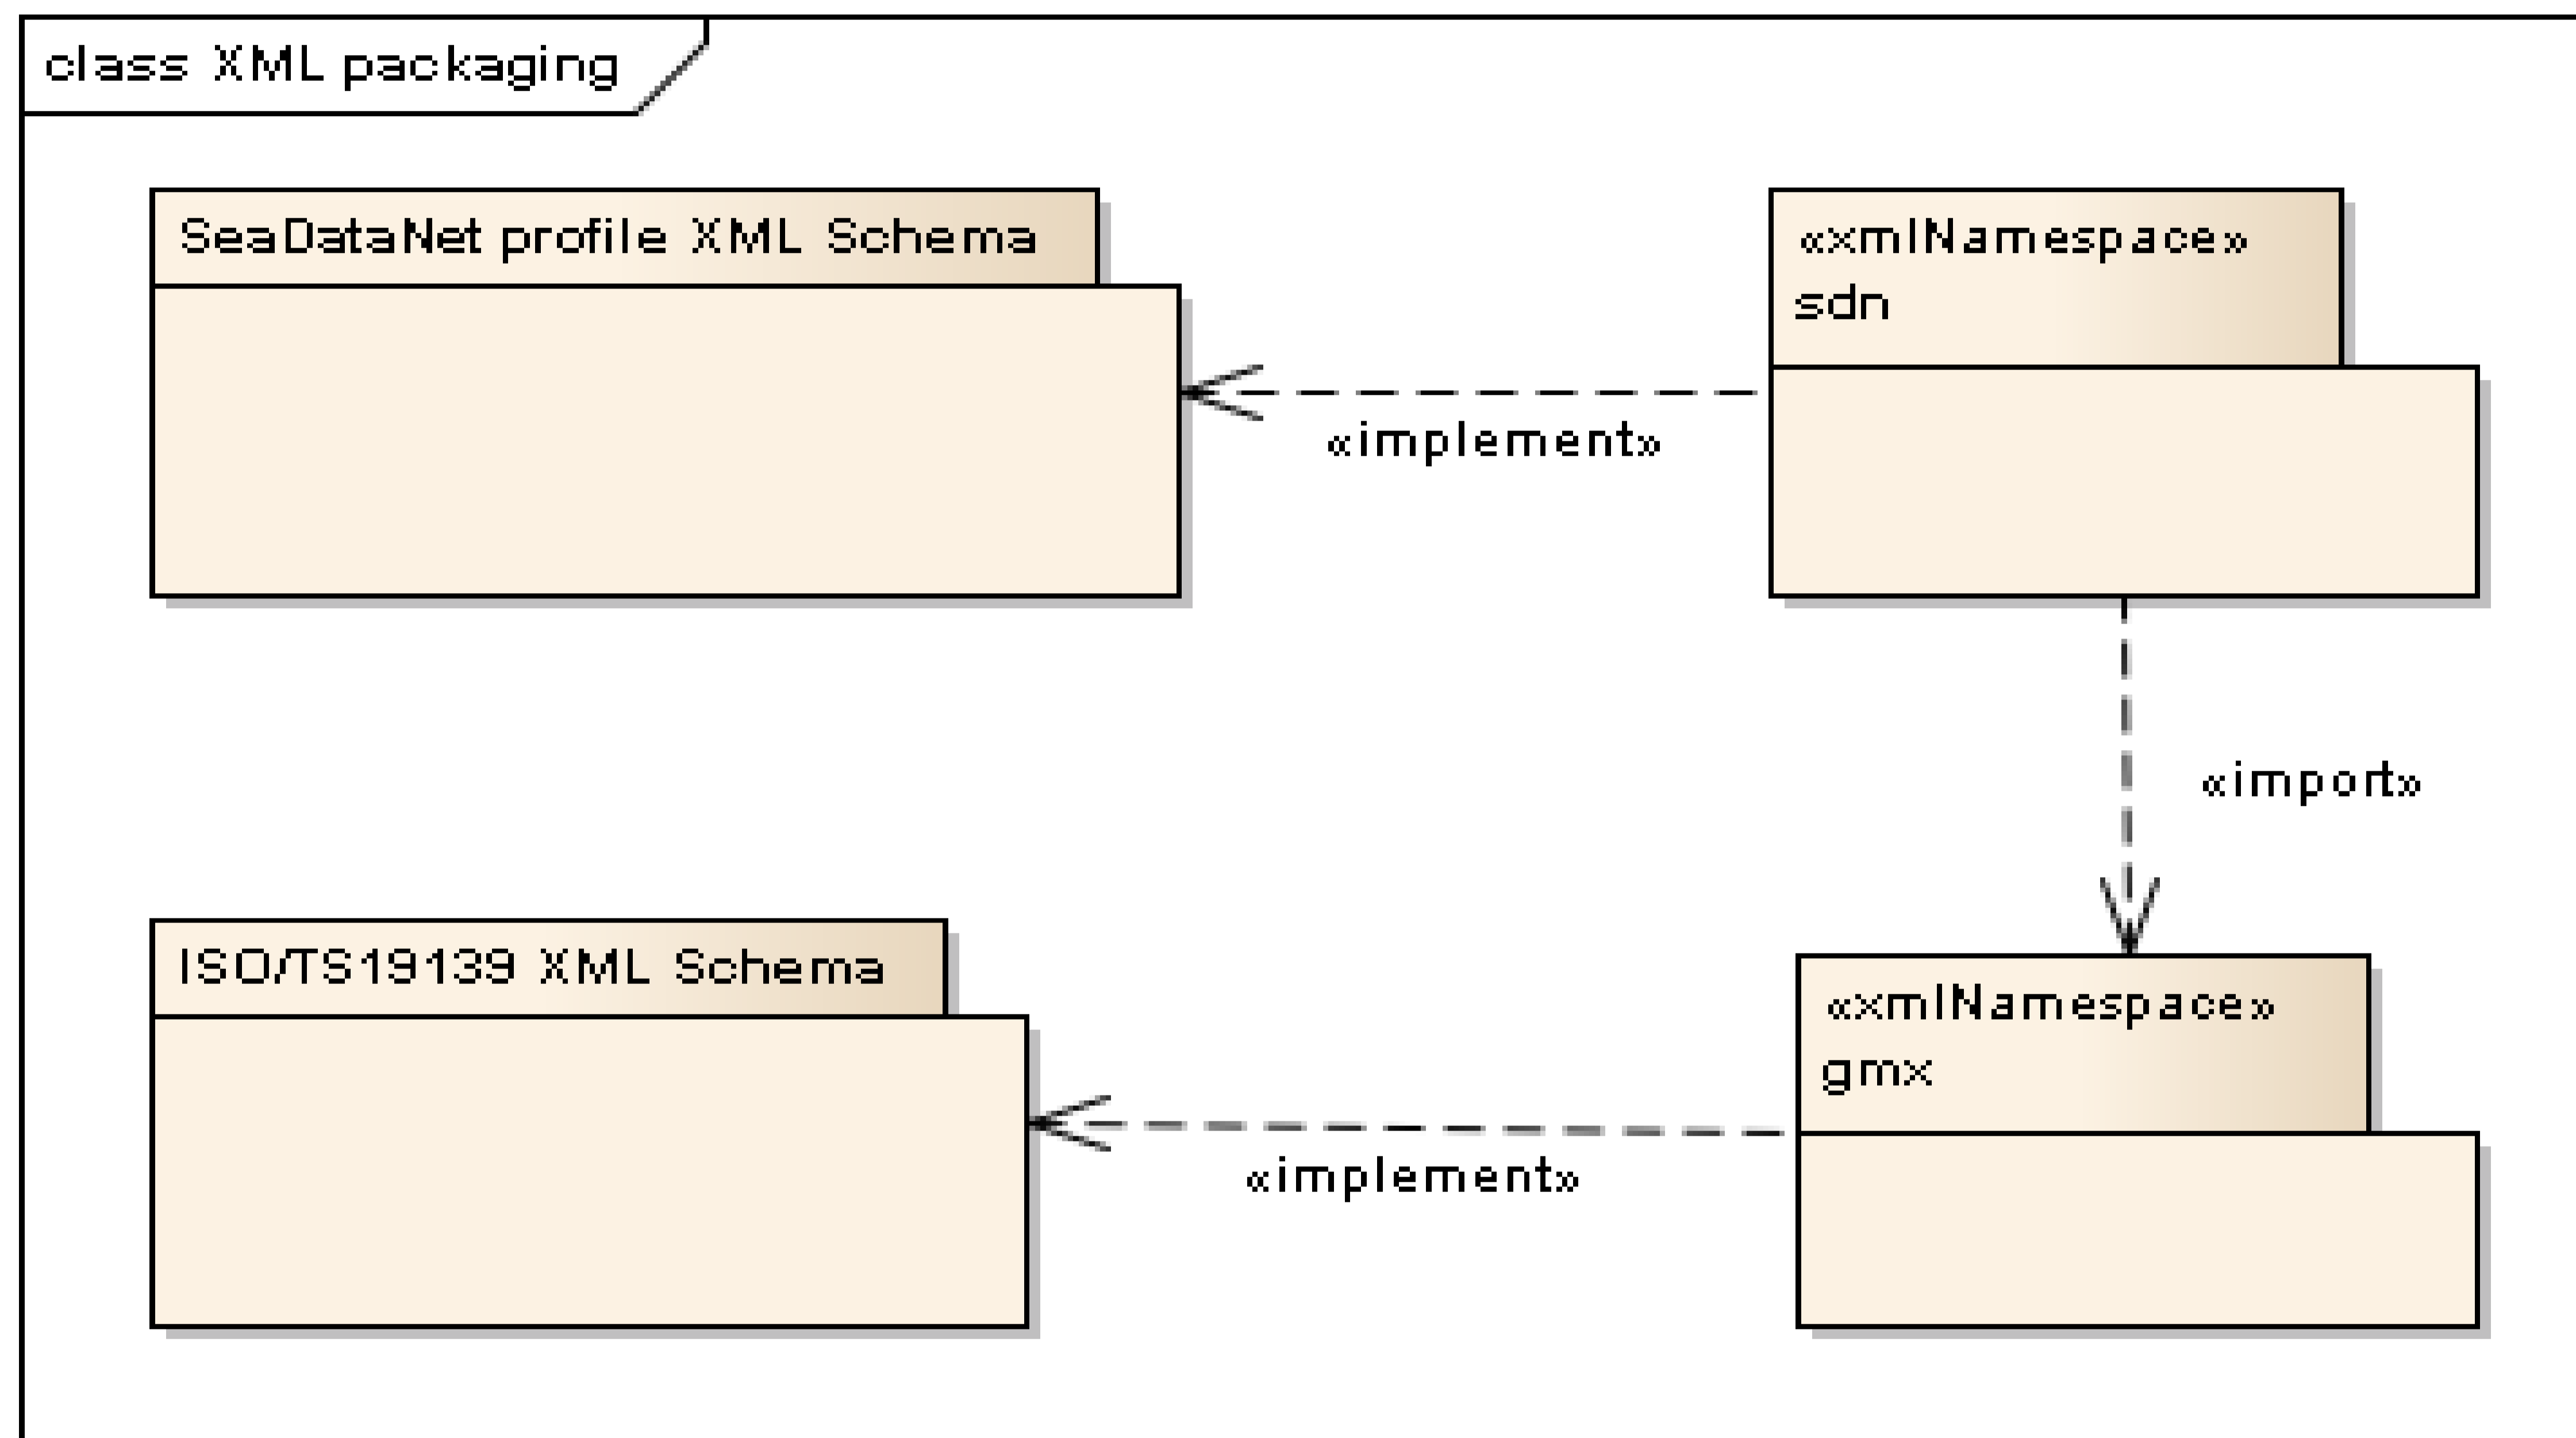 class XML packaging
SeaDataNet profile XML Schema
«xmlNamespace»
sdn
«implement»
«import»
ISO/TS19139 XML Schema
«xmlNamespace»
gmx
«implement»